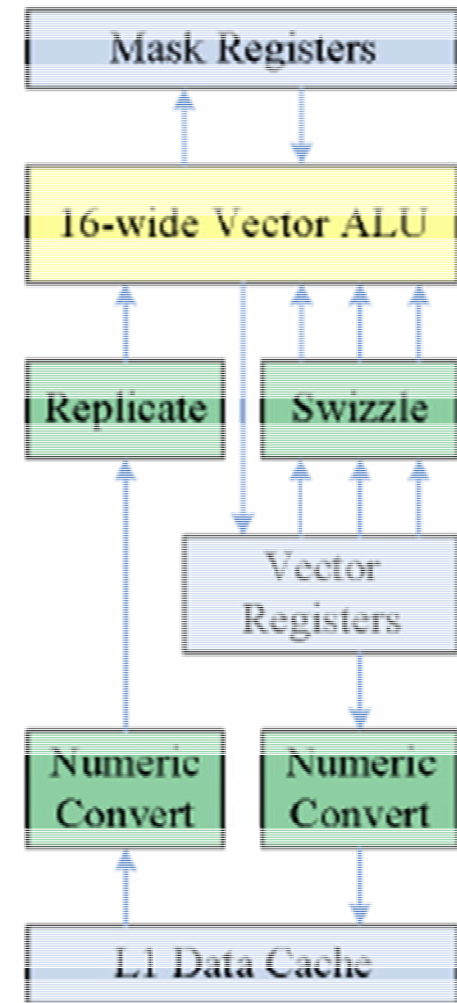 Mask Registers
16-wide Vector ALU
Replicate
Swizzle
Vector
Registers
Numeric
Convert
Numeric
Convert
L1 Data Cache